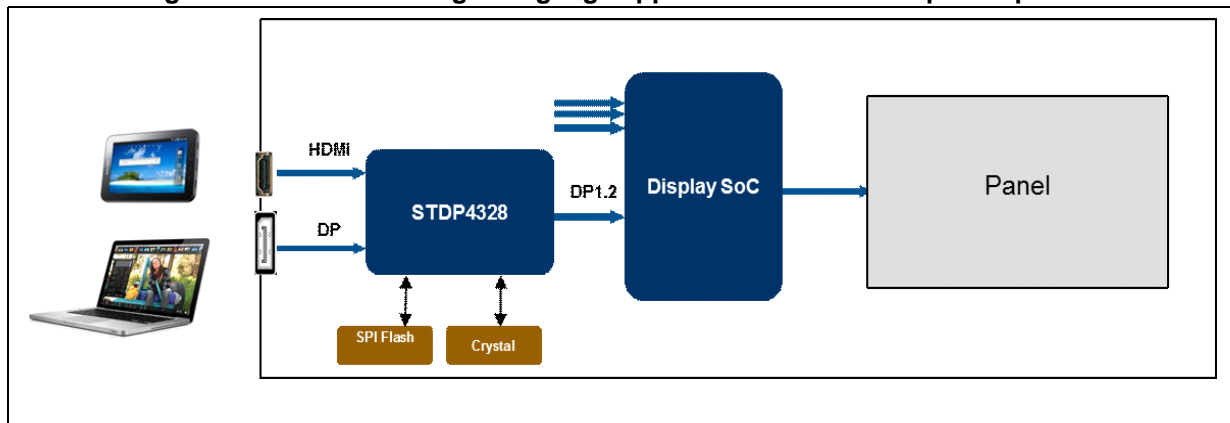 HDMI
DP
STDP4328
DP1.2
Display SoC
Panel
SPI Flash
Crystal